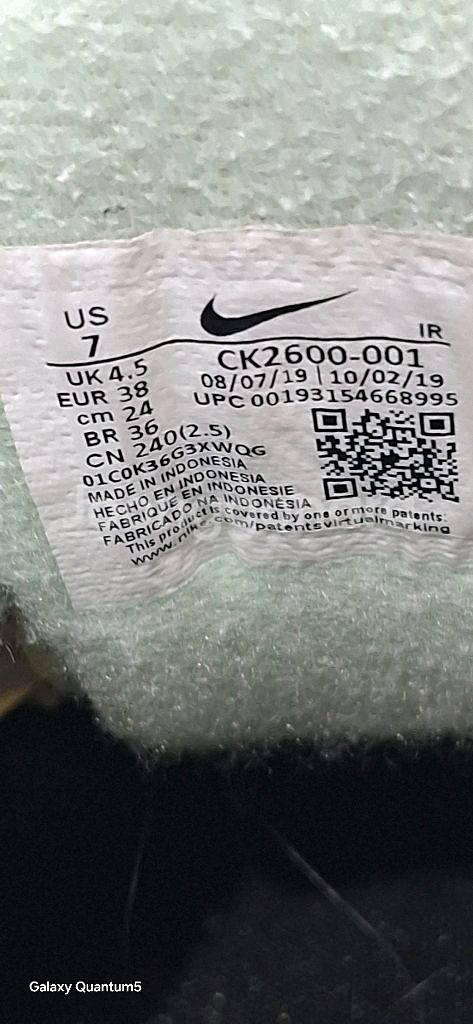 US
7
IR
UK 4.5
EUR 38
cm 24
BR 36
CN 240(2.5)
CK2600-001
08/07/19 | 10/02/19
UPC 00193154668995
01C0K36G3XWQG
MADE IN INDONESIA
HECHO EN INDONESIA
FABRIQUE EN INDONESIE
FABRICADO NA INDONÉSIA
This product is covered by one or more patents:
www.nike.com/patentsvirtualmarking
Galaxy Quantum5